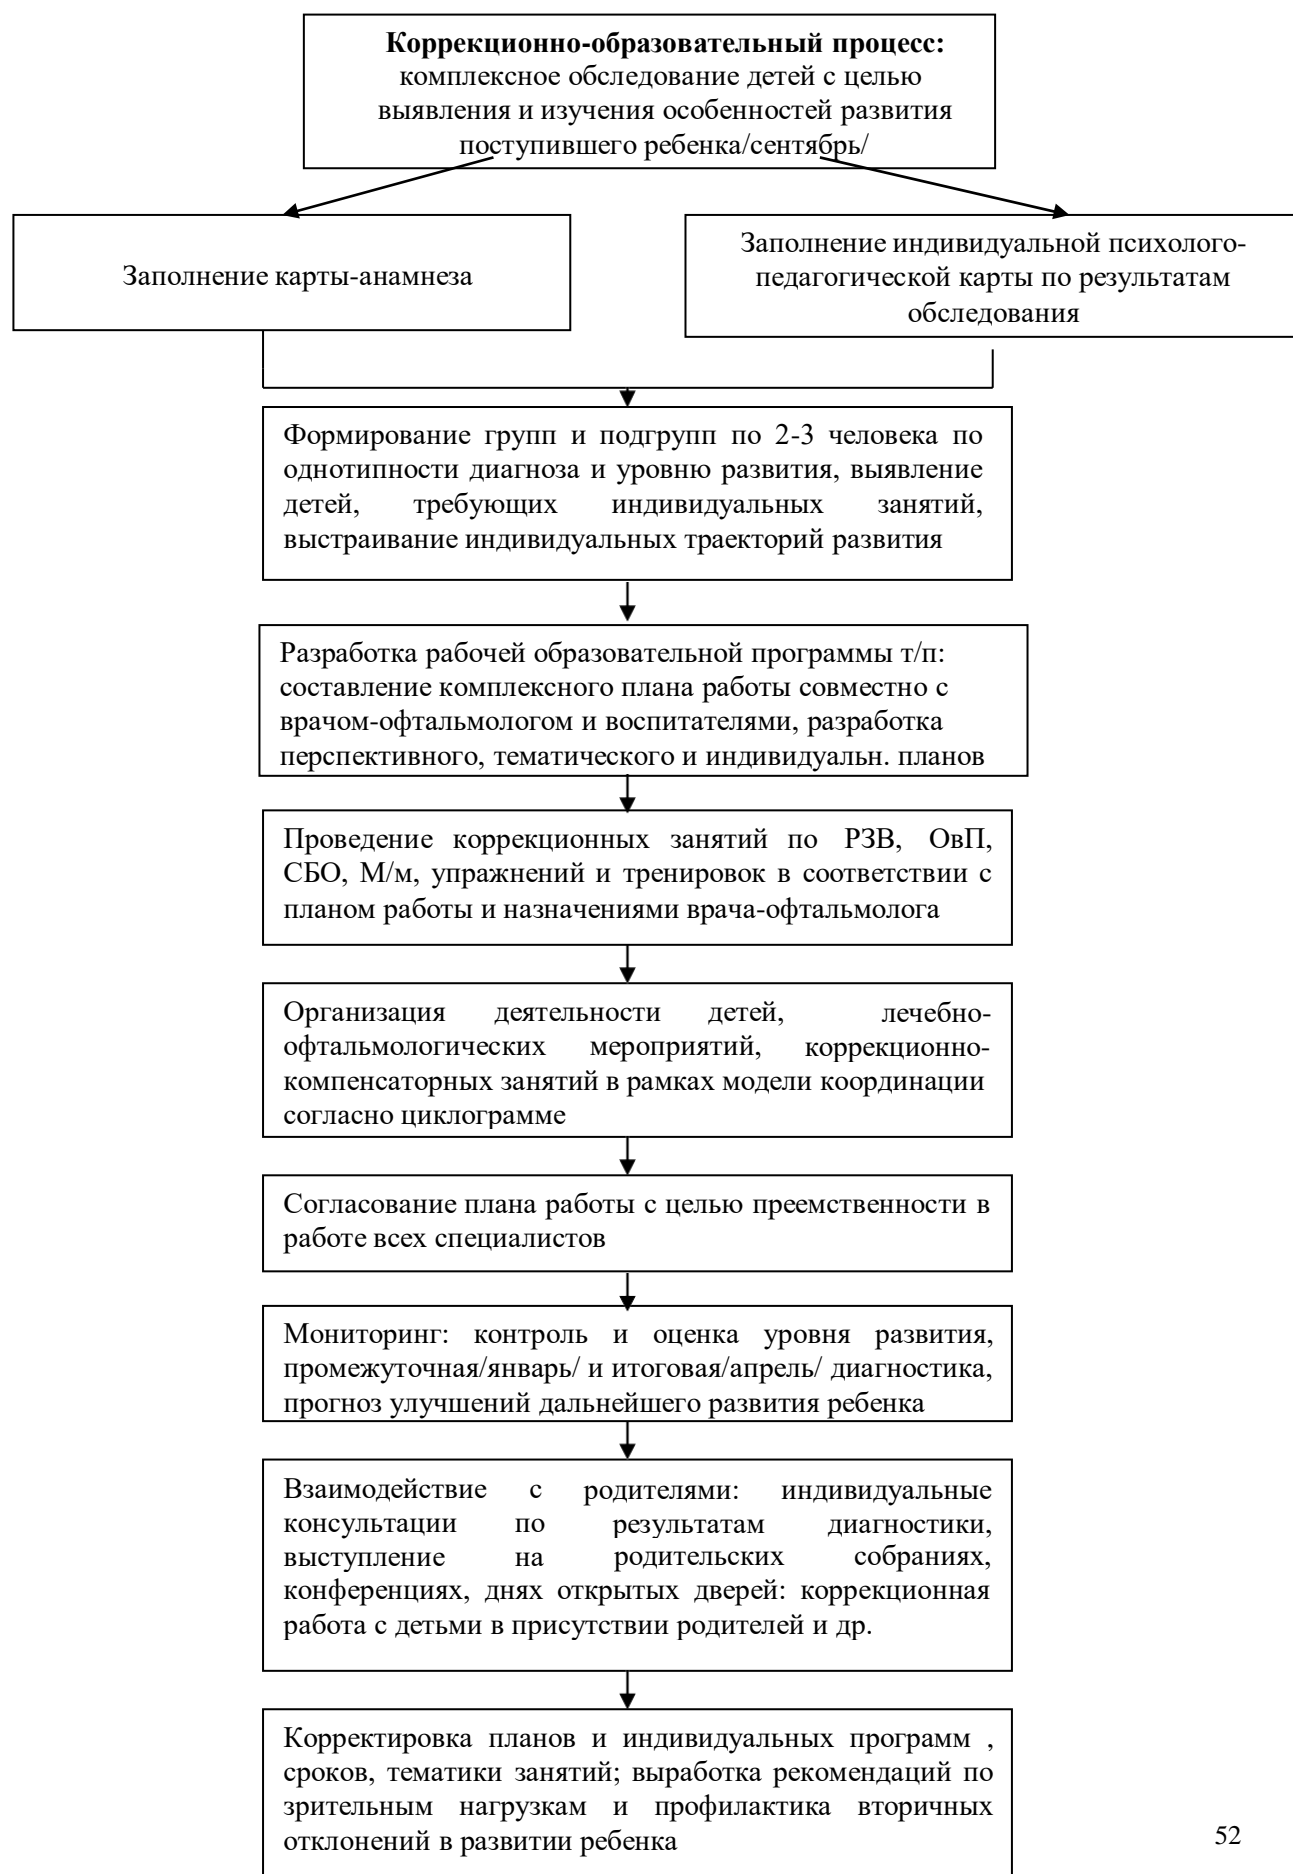 Коррекционно-образовательный процесс:
комплексное обследование детей с целью
выявления и изучения особенностей развития
поступившего ребенка/сентябрь/
Заполнение карты-анамнеза
Заполнение индивидуальной психолого-
педагогической карты по результатам
обследования
Формирование групп и подгрупп по 2-3 человека по
однотипности диагноза и уровню развития, выявление
детей, требующих индивидуальных занятий,
выстраивание индивидуальных траекторий развития
Разработка рабочей образовательной программы т/п:
составление комплексного плана работы совместно с
врачом-офтальмологом и воспитателями, разработка
перспективного, тематического и индивидуальн. планов
Проведение коррекционных занятий по РЗВ, ОвП,
СБО, М/м, упражнений и тренировок в соответствии с
планом работы и назначениями врача-офтальмолога
Организация деятельности детей, лечебно-
офтальмологических мероприятий, коррекционно-
компенсаторных занятий в рамках модели координации
согласно циклограмме
Согласование плана работы с целью преемственности в
работе всех специалистов
Мониторинг: контроль и оценка уровня развития,
промежуточная/январь/ и итоговая/апрель/ диагностика,
прогноз улучшений дальнейшего развития ребенка
Взаимодействие с родителями: индивидуальные
консультации по результатам диагностики,
выступление на родительских собраниях,
конференциях, днях открытых дверей: коррекционная
работа с детьми в присутствии родителей и др.
Корректировка планов и индивидуальных программ ,
сроков, тематики занятий; выработка рекомендаций по
зрительным нагрузкам и профилактика вторичных
отклонений в развитии ребенка
52